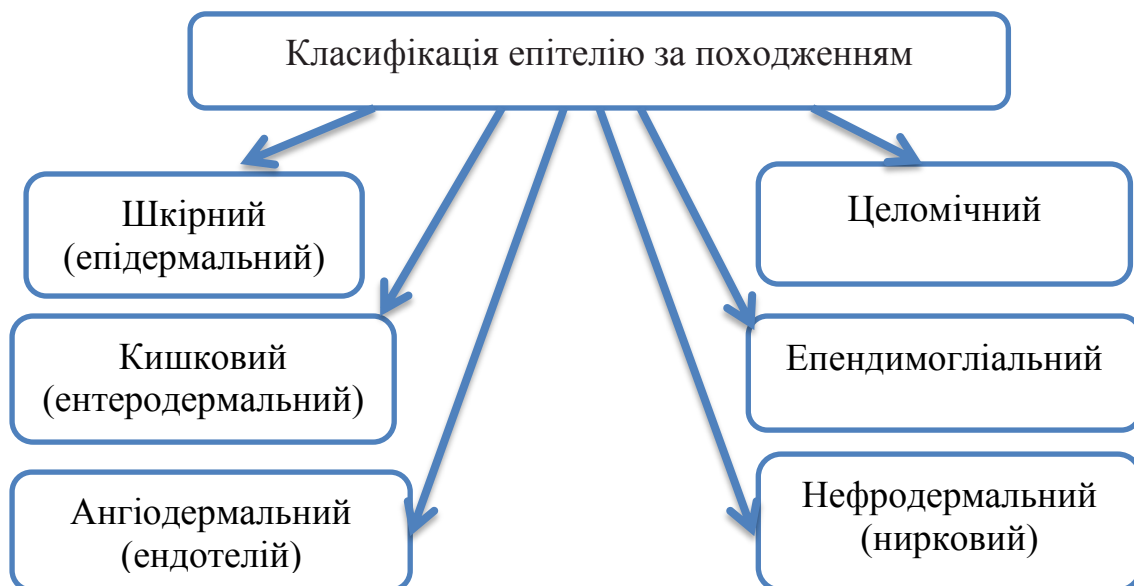 Класифікація епітелію за походженням
Шкірний
(епідермальний)
Целомічний
Кишковий
(ентеродермальний)
Епендимогліальний
Ангіодермальний
(ендотелій)
Нефродермальний
(нирковий)